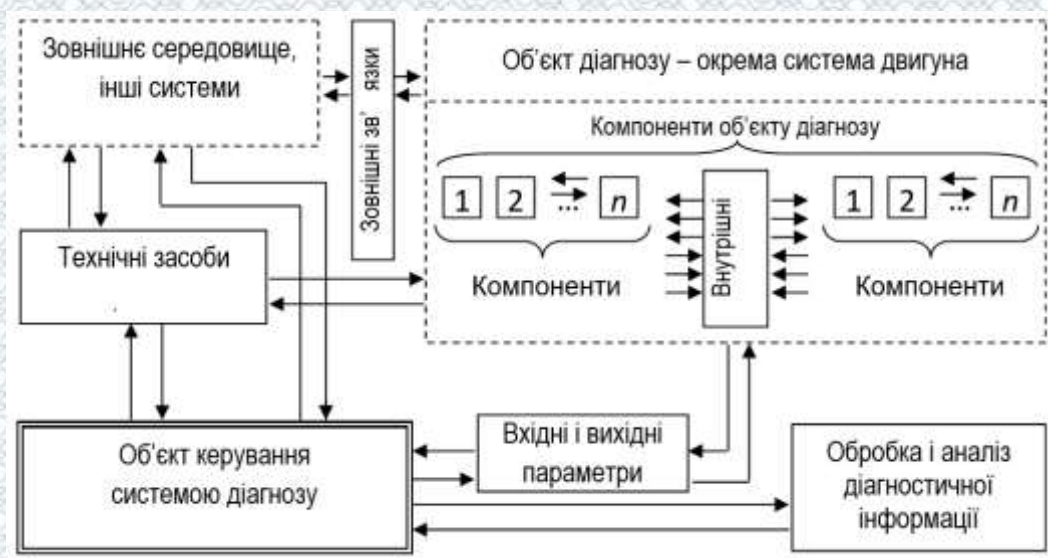 Зовнішнє середовище,
інші системи
Зовнішні зв’ язки
Об’єкт діагнозу – окрема система двигуна
Компоненти об’єкту діагнозу
1 2 ... n
Компоненти
Внутрішні
1 2 ... n
Компоненти
Технічні засоби
.
Об'єкт керування
системою діагнозу
Вхідні і вихідні
параметри
Обробка і аналіз
діагностичної
інформації